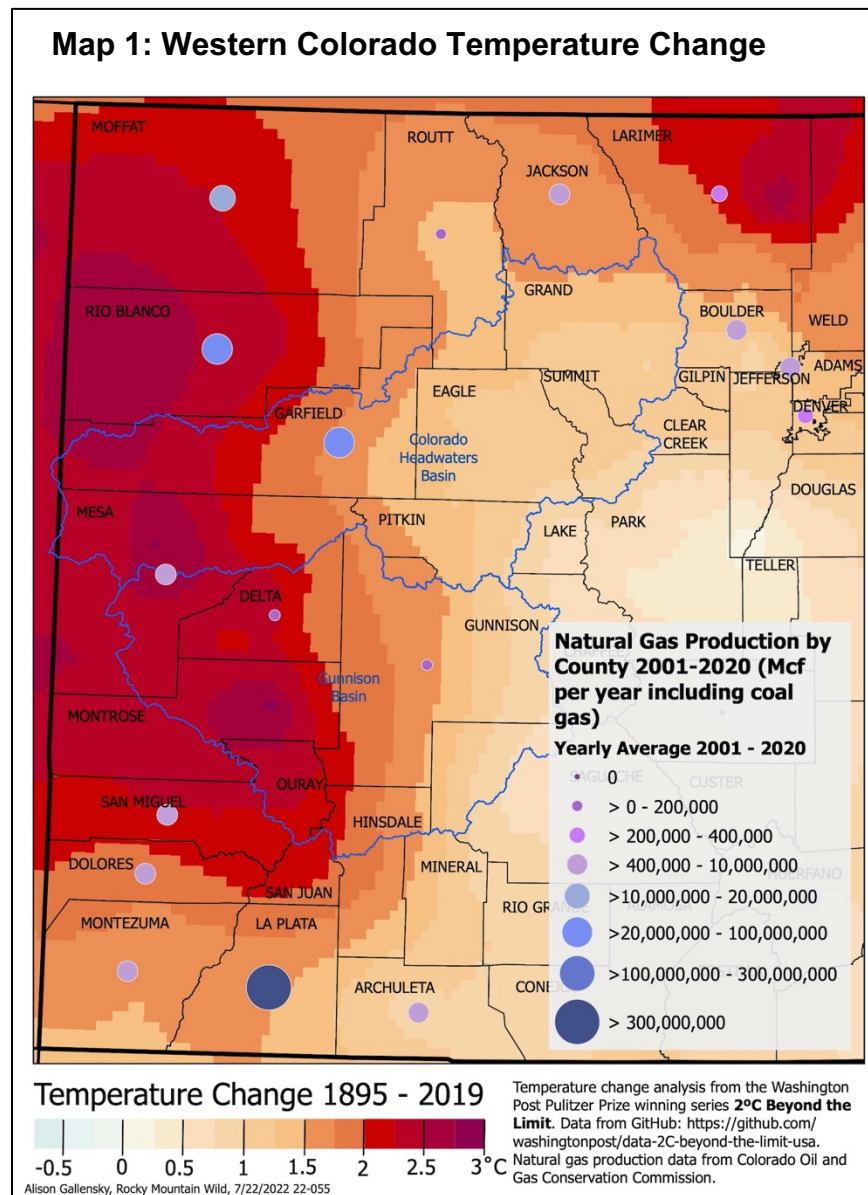 Map 1: Western Colorado Temperature Change
MOFFAT
ROUTT
LARIMER
JACKSON
GRAND
RIO BLANCO
BOULDER
WELD
ADAMS
EAGLE
SUMMIT
GILPIN
JEFFERSON
GARFIELD
DENVER
CLEAR
CREEK
Colorado
Headwaters
Basin
DOUGLAS
MESA
PITKIN
LAKE
PARK
TELLER
DELTA
GUNNISON
Gunnison
Basin
MONTROSE
OURAY
SAN MIGUEL
HINSDALE
DOLORES
MINERAL
SAN JUAN
MONTEZUMA
LA PLATA
RIO GRANDE
ARCHULETA
CONEJOS
CHAFFEE
SAGUACHE
CUSTER
HUERFANO
ALAMOSA
Natural Gas Production by
County 2001-2020 (Mcf
per year including coal
gas)
Yearly Average 2001 - 2020
0
> 0 - 200,000
> 200,000 - 400,000
> 400,000 - 10,000,000
>10,000,000 - 20,000,000
>20,000,000 - 100,000,000
>100,000,000 - 300,000,000
> 300,000,000
Temperature Change 1895 - 2019
-0.5 0 0.5 1 1.5 2 2.5 3°C
Alison Gallensky, Rocky Mountain Wild, 7/22/2022 22-055
Temperature change analysis from the Washington
Post Pulitzer Prize winning series 2ºC Beyond the
Limit. Data from GitHub: https://github.com/
washingtonpost/data-2C-beyond-the-limit-usa.
Natural gas production data from Colorado Oil and
Gas Conservation Commission.